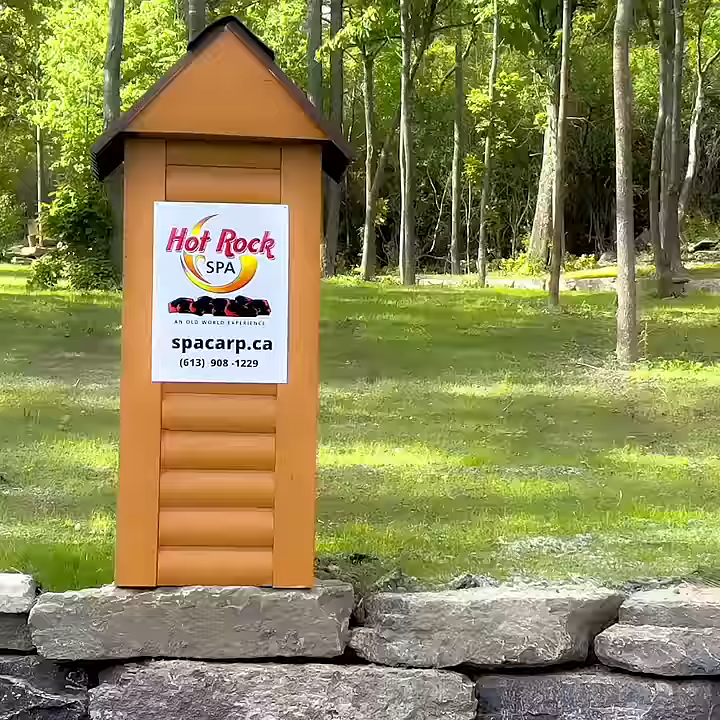 Hot Rock
SPA
AN OLD WORLD EXPERIENCE
spacarp.ca
(613) 908-1229